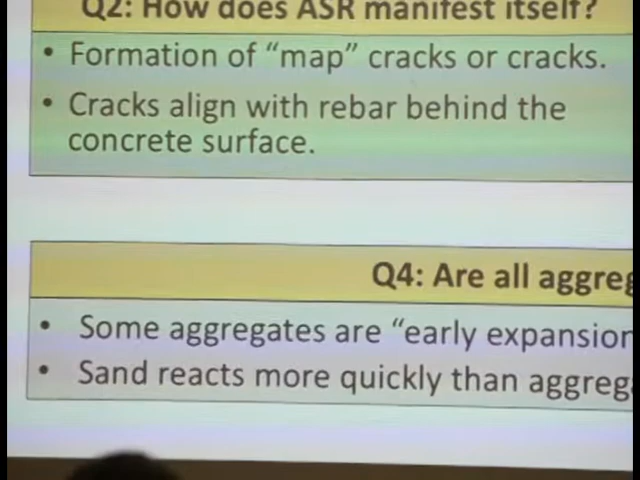 Q2: How does ASR manifest itself?
• Formation of “map” cracks or cracks.
• Cracks align with rebar behind the
concrete surface.
Q4: Are all aggreg
• Some aggregates are “early expansion
• Sand reacts more quickly than aggreg